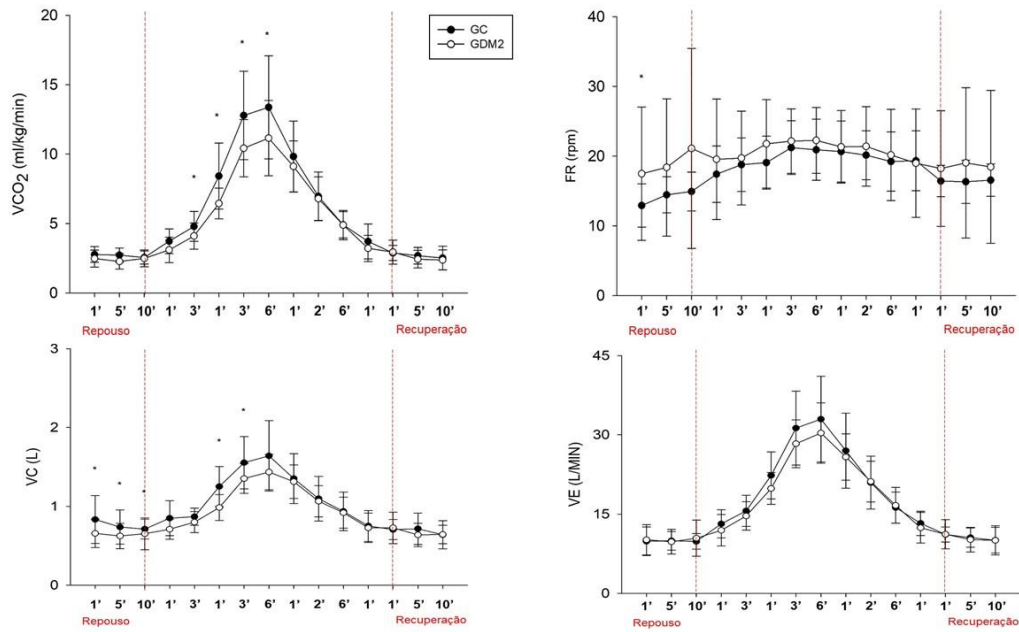 20
15
10
5
0
VCO2 (ml/kg/min)
* * * * *
GC
GDM2
1’ 5’ 10’ 1’ 3’ 1’ 3’ 6’ 1’ 2’ 6’ 1’ 1’ 5’ 10’
Repouso Recuperação
40
30
20
10
0
FR (rpm)
*
1’ 5’ 10’ 1’ 3’ 1’ 3’ 6’ 1’ 2’ 6’ 1’ 1’ 5’ 10’
Repouso Recuperação
3
2
1
0
VC (L)
* * * * *
1’ 5’ 10’ 1’ 3’ 1’ 3’ 6’ 1’ 2’ 6’ 1’ 1’ 5’ 10’
Repouso Recuperação
45
30
15
0
VE (L/MIN)
1’ 5’ 10’ 1’ 3’ 1’ 3’ 6’ 1’ 2’ 6’ 1’ 1’ 5’ 10’
Repouso Recuperação